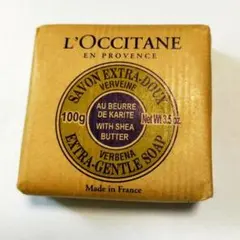 L'OCCITANE
EN PROVENCE
SAVON EXTRA-DOUX
VERVEINE
100g
AU BEURRE
DE KARITE
WITH SHEA
BUTTER
Net Wt 3.5 oz.
VERBENA
EXTRA-GENTLE SOAP
Made in France